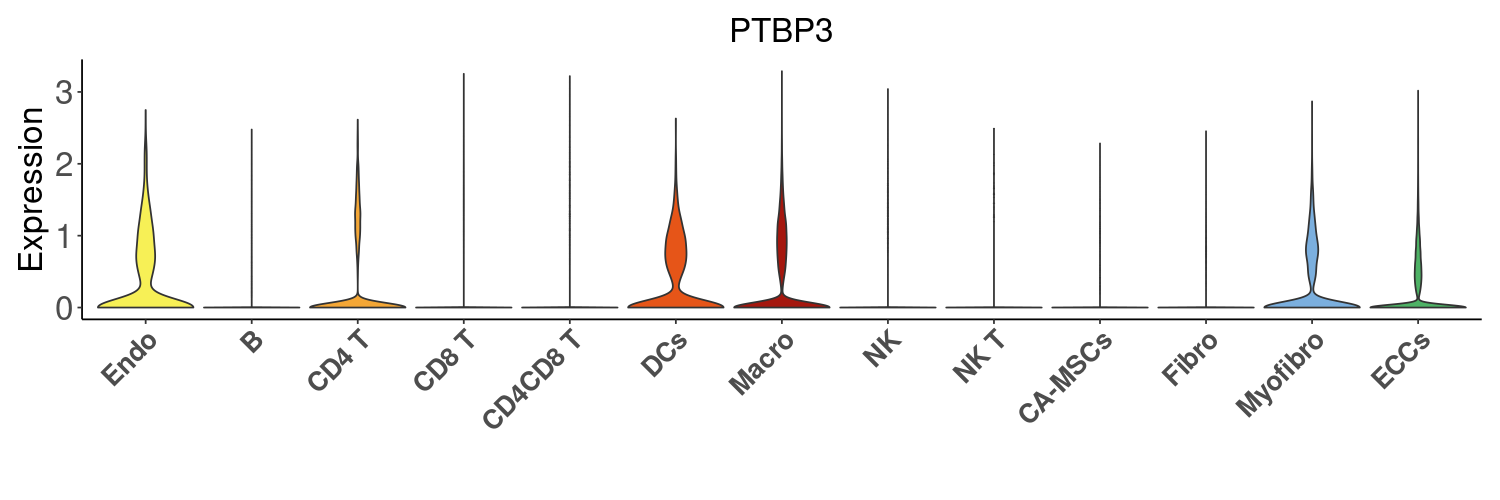 PTBP3
Expression
3
2
1
0
Endo
B
CD4 T
CD8 T
CD4CD8 T
DCs
Macro
NK
NK T
CA-MSCs
Fibro
Myofibro
ECCs